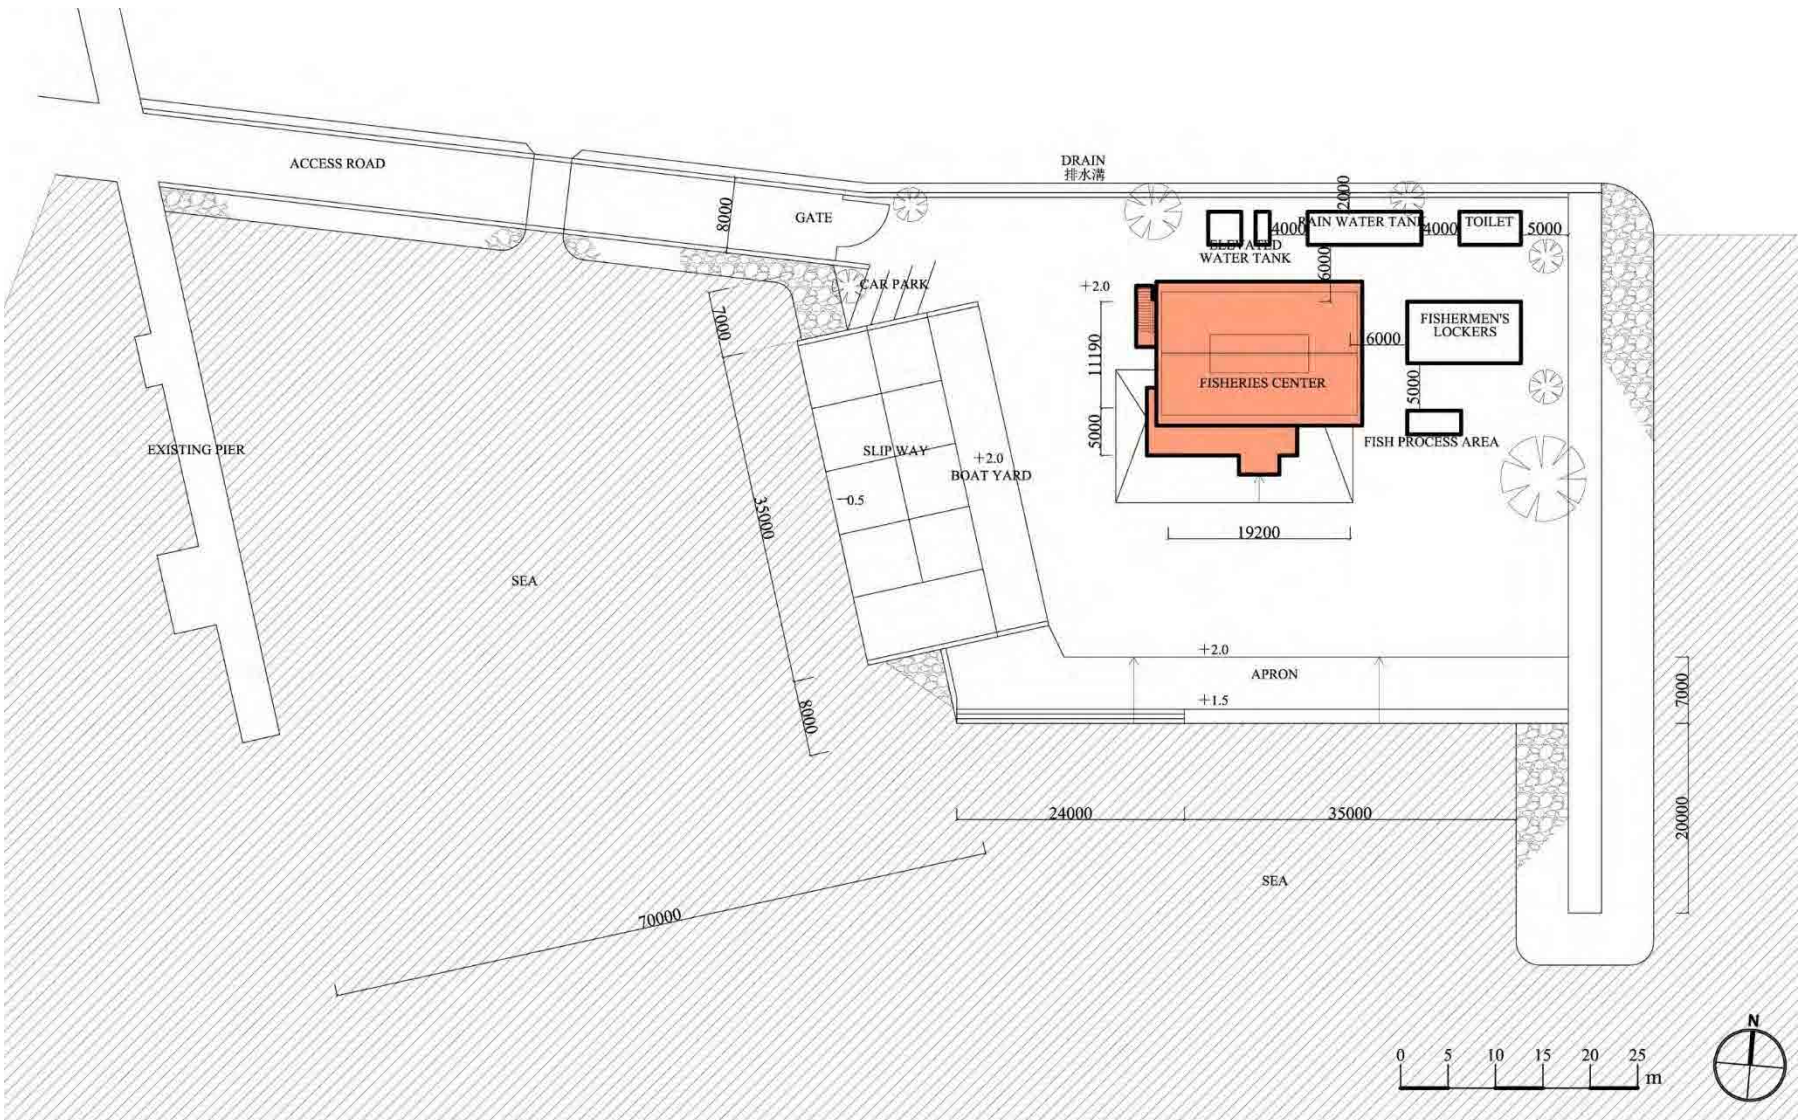 DRAIN
排水溝
ACCESS ROAD
8000
GATE
2000
4000
RAIN WATER TANK
4000
TOILET
5000
ELEVATED
WATER TANK
6000
CAR PARK
+2.0
7000
11190
FISHERMEN'S
LOCKERS
6000
FISHERIES CENTER
5000
5000
FISH PROCESS AREA
EXISTING PIER
SLIP WAY
+2.0
BOAT YARD
−0.5
35000
19200
SEA
+2.0
APRON
+1.5
7000
8000
24000
35000
20000
SEA
70000
N
0 5 10 15 20 25
m